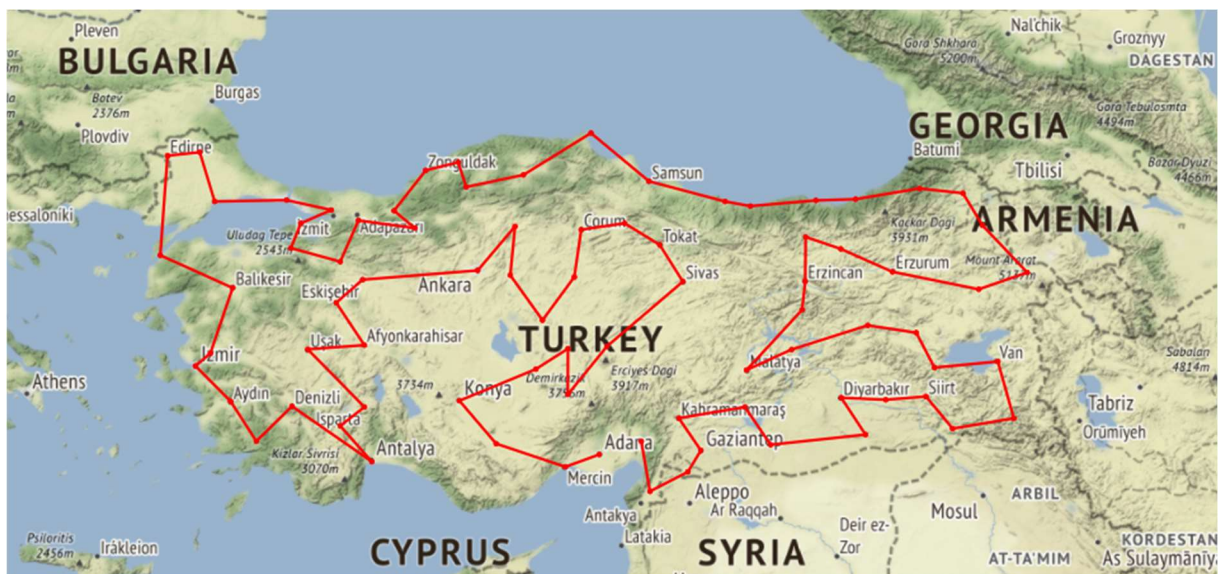 Pleven
BULGARIA
Botev
2376m
Burgas
Plovdiv
Edirne
essaloniki
Zonguldak
Samsun
Nal'chik
Groznyy
DAGESTAN
Gora Shkhara
5200m
Gora Tebulosmta
4494m
GEORGIA
Batumi
Tbilisi
Bazar Dyuzi
4466m
Kaçkar Dagi
3931m
ARMENIA
Mount Ararat
5137m
Uludag Tepe
2543m
Izmit
Adapazarı
Çorum
Tokat
Sivas
Erzincan
Erzurum
Balıkesir
Eskişehir
Ankara
TURKEY
Uşak
Afyonkarahisar
Izmir
Athens
Aydın
Denizli
Isparta
3734m
Konya
Demirkazik
3756m
Erciyes Dagi
3917m
Malatya
Van
Sabalan
4814m
Tabriz
Orūmīyeh
Diyarbakır
Siirt
Kahramanmaraş
Gaziantep
Kızlar Sivrisi
3070m
Antalya
Adana
Mercin
Aleppo
Ar Raqqah
Antakya
Latakia
Deir ez-
Zor
Mosul
ARBIL
Psiloritis
2456m
Irákleion
CYPRUS
SYRIA
AT-TA'MIM
KORDESTAN
As Sulaymānīy